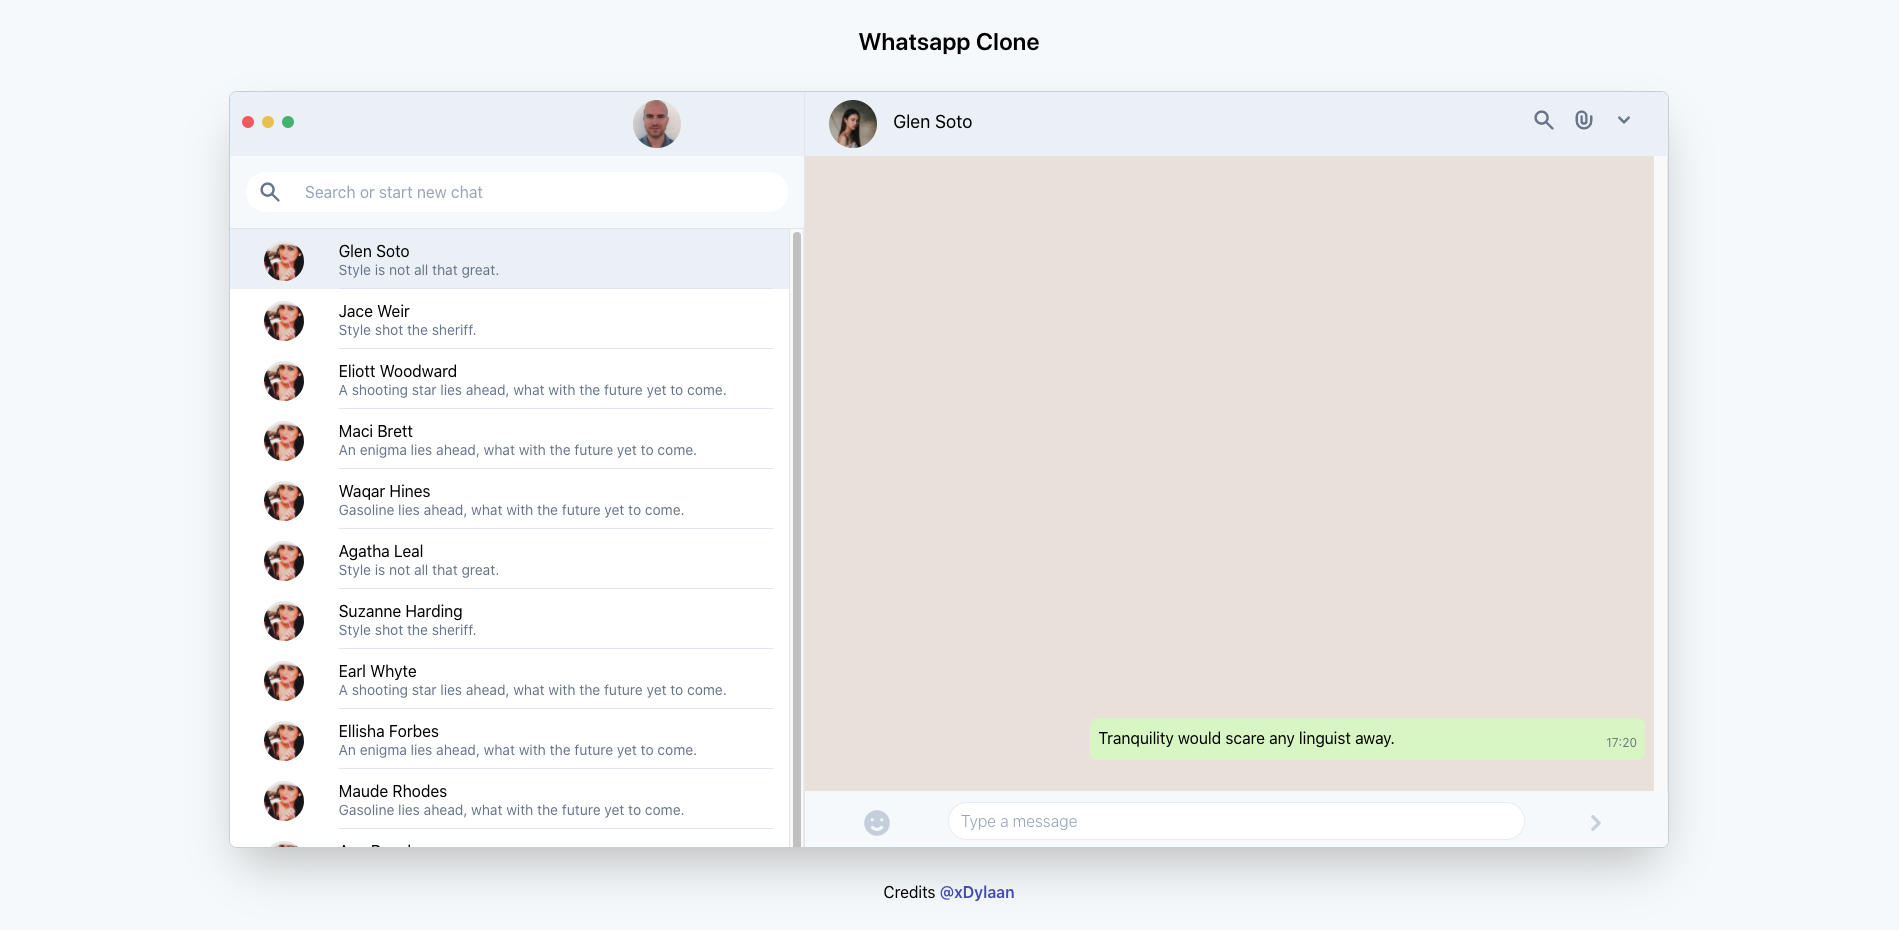 Whatsapp Clone
Glen Soto
Search or start new chat
Glen Soto
Style is not all that great.
Jace Weir
Style shot the sheriff.
Eliott Woodward
A shooting star lies ahead, what with the future yet to come.
Maci Brett
An enigma lies ahead, what with the future yet to come.
Waqar Hines
Gasoline lies ahead, what with the future yet to come.
Agatha Leal
Style is not all that great.
Suzanne Harding
Style shot the sheriff.
Earl Whyte
A shooting star lies ahead, what with the future yet to come.
Ellisha Forbes
An enigma lies ahead, what with the future yet to come.
Maude Rhodes
Gasoline lies ahead, what with the future yet to come.
Tranquility would scare any linguist away.
17:20
Type a message
Credits @xDylaan